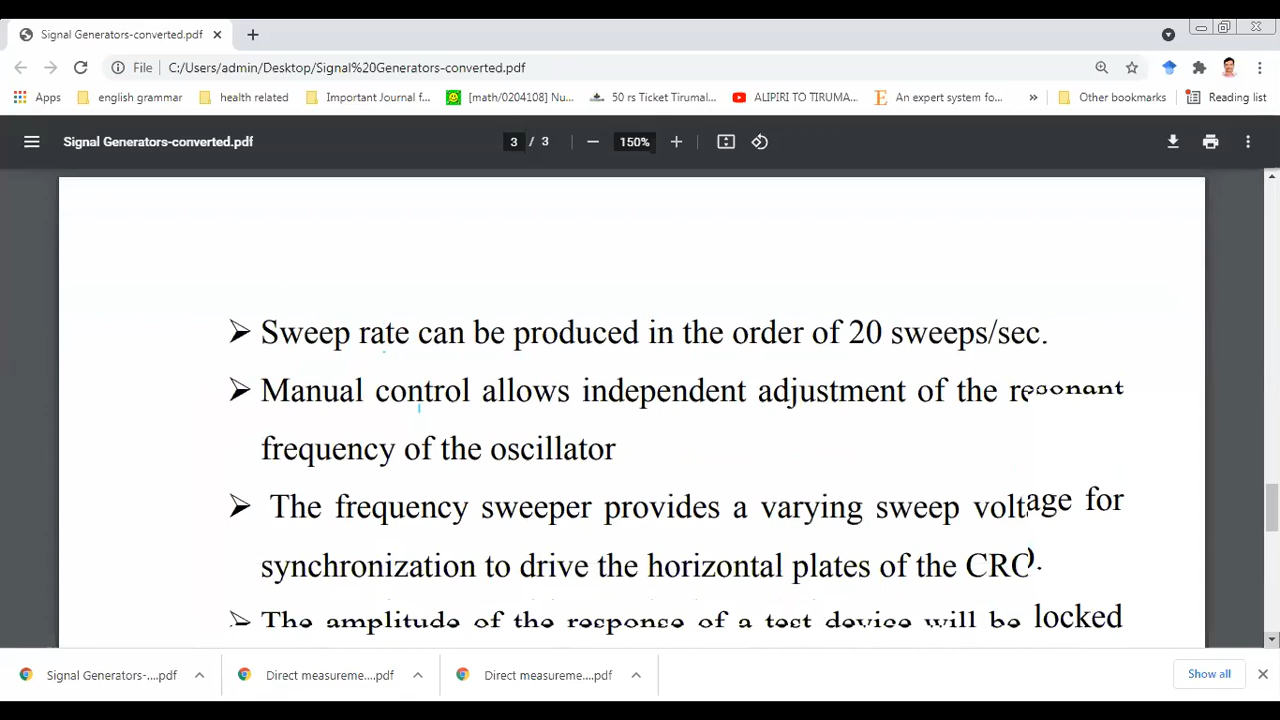 Signal Generators-converted.pdf
File C:/Users/admin/Desktop/Signal%20Generators-converted.pdf
Apps english grammar health related Important Journal f... [math/0204108] Nu... 50 rs Ticket Tirumal... ALIPIRI TO TIRUMA... An expert system fo... » Other bookmarks Reading list
Signal Generators-converted.pdf 3 / 3 150%
➢ Sweep rate can be produced in the order of 20 sweeps/sec.
➢ Manual control allows independent adjustment of the resonant
frequency of the oscillator
➢ The frequency sweeper provides a varying sweep voltage for
synchronization to drive the horizontal plates of the CRO.
➢ The amplitude of the response of a test device will be locked
Signal Generators-....pdf Direct measureme....pdf Direct measureme....pdf Show all